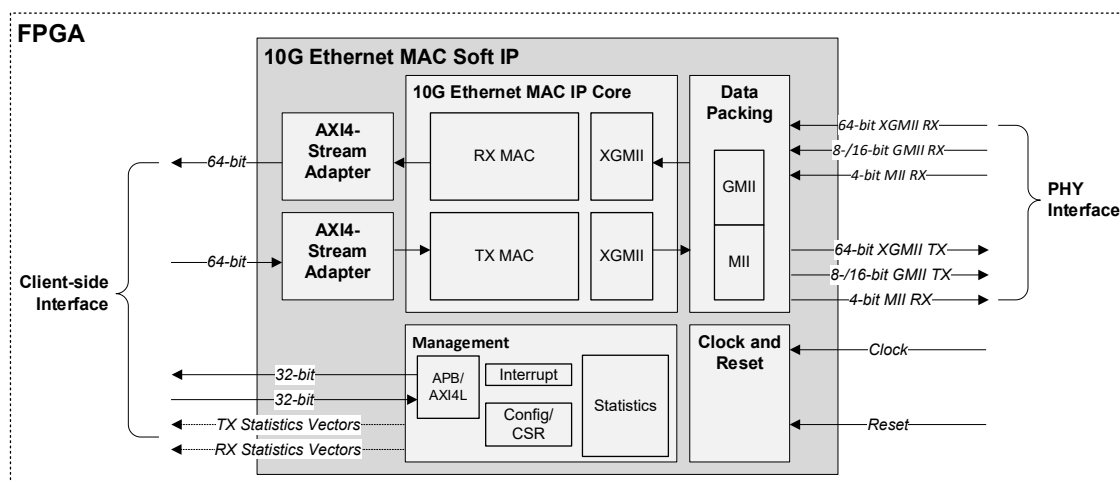 FPGA
10G Ethernet MAC Soft IP
10G Ethernet MAC IP Core
Data
Packing
AXI4-
Stream
Adapter
RX MAC
XGMII
AXI4-
Stream
Adapter
TX MAC
XGMII
GMII
MII
64-bit
64-bit
Client-side
Interface
64-bit XGMII RX
8-/16-bit GMII RX
4-bit MII RX
64-bit XGMII TX
8-/16-bit GMII TX
4-bit MII RX
PHY
Interface
Management
APB/
AXI4L
Interrupt
Config/
CSR
Statistics
32-bit
32-bit
TX Statistics Vectors
RX Statistics Vectors
Clock and
Reset
Clock
Reset